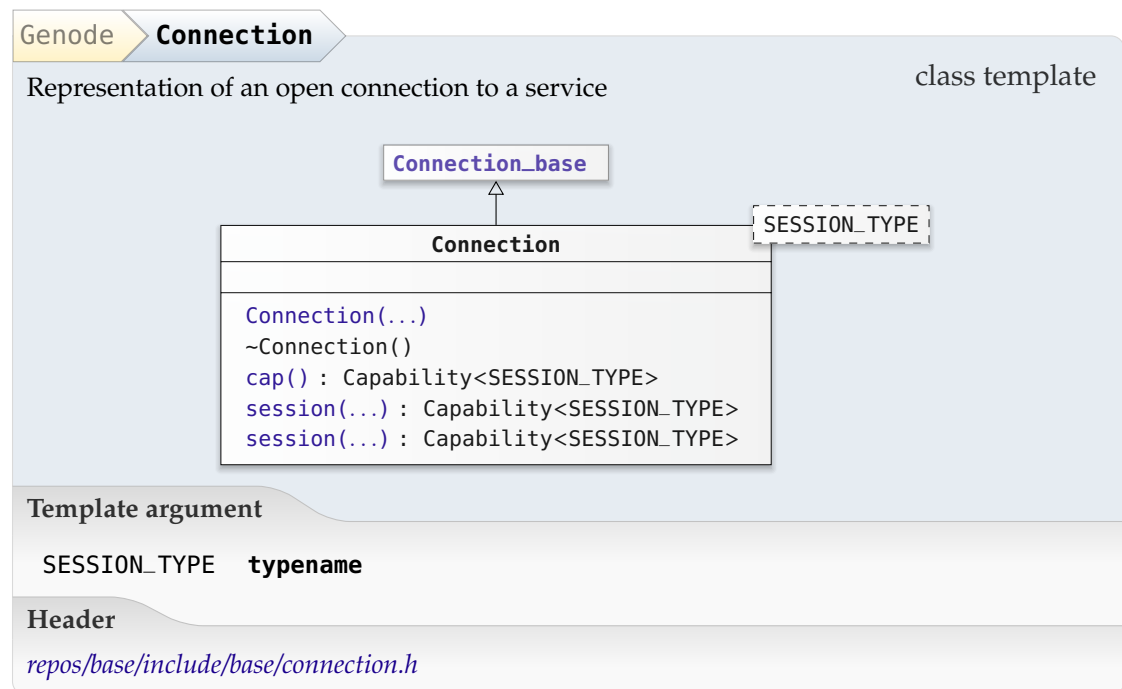 Genode Connection
Representation of an open connection to a service
class template
Connection_base
SESSION_TYPE
Connection
Connection(...)
~Connection()
cap() : Capability<SESSION_TYPE>
session(...) : Capability<SESSION_TYPE>
session(...) : Capability<SESSION_TYPE>
Template argument
SESSION_TYPE typename
Header
repos/base/include/base/connection.h